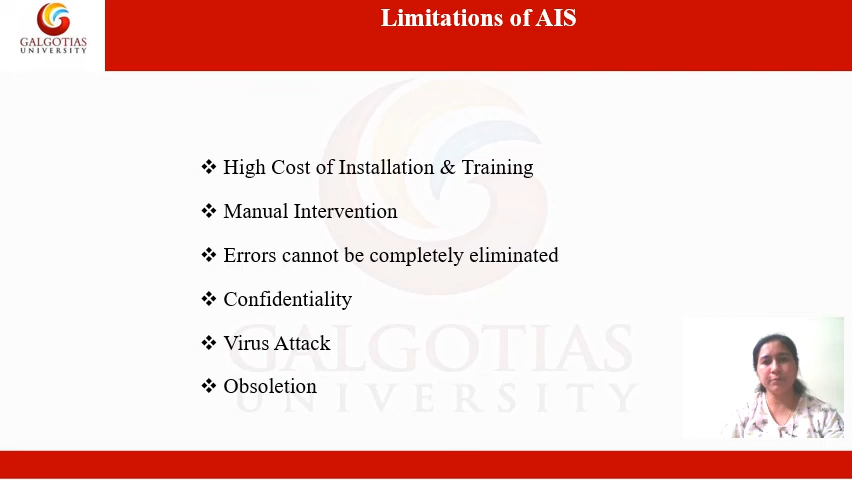 Limitations of AIS
GALGOTIAS
UNIVERSITY
❖ High Cost of Installation & Training
❖ Manual Intervention
❖ Errors cannot be completely eliminated
❖ Confidentiality
❖ Virus Attack
❖ Obsoletion
GALGOTIAS
UNIVERSITY